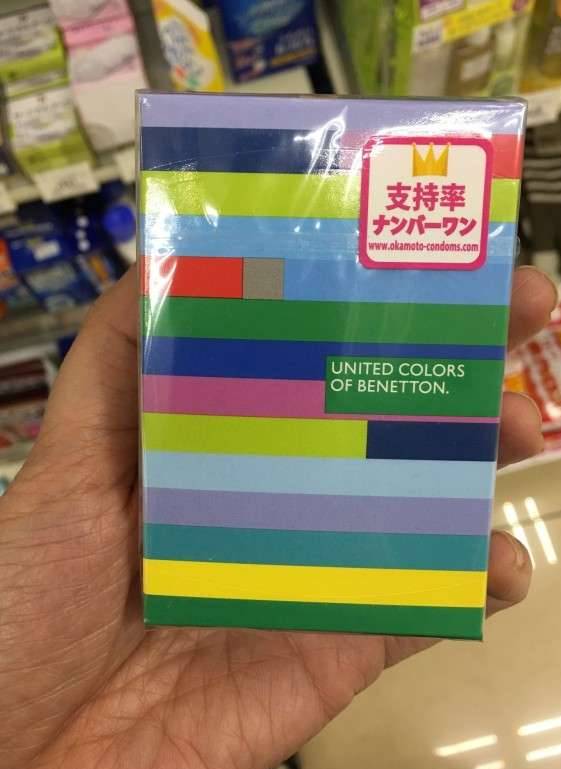 支持率
ナンバーワン
www.okamoto-condoms.com
UNITED COLORS
OF BENETTON.